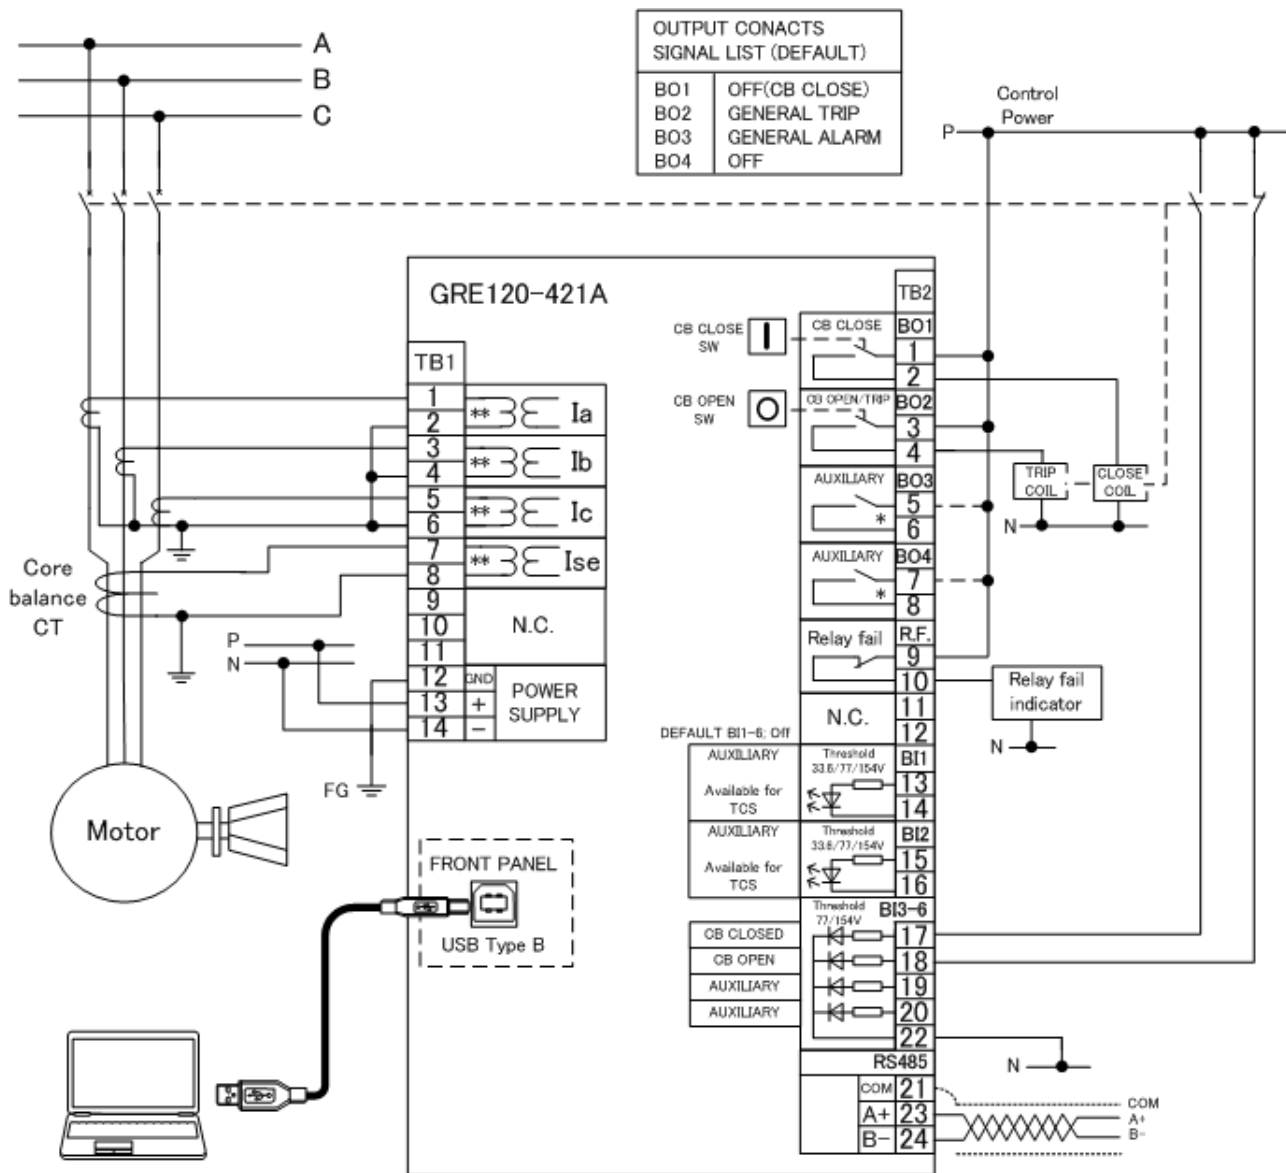 OUTPUT CONACTS
SIGNAL LIST (DEFAULT)
BO1 OFF(CB CLOSE)
BO2 GENERAL TRIP
BO3 GENERAL ALARM
BO4 OFF
A
B
C
Control
Power
P
GRE120-421A
TB1
1
2
3
4
5
6
7
8
9
10
11
12
13
14
** Ia
** Ib
** Ic
** Ise
N.C.
GND
+
-
POWER
SUPPLY
Core
balance
CT
P
N
FG
Motor
FRONT PANEL
USB Type B
TB2
CB CLOSE
SW
CB CLOSE
BO1
1
2
CB OPEN
SW
CB OPEN/TRIP
BO2
3
4
AUXILIARY
BO3
5
*
6
AUXILIARY
BO4
7
*
8
Relay fail
R.F.
9
10
N.C.
11
12
TRIP
COIL
CLOSE
COIL
N
Relay fail
indicator
N
DEFAULT BI1-6: Off
AUXILIARY
Available for
TCS
Threshold
33.6/77/154V
BI1
13
14
AUXILIARY
Available for
TCS
Threshold
33.6/77/154V
BI2
15
16
Threshold
77/154V
BI3-6
CB CLOSED
17
CB OPEN
18
AUXILIARY
19
AUXILIARY
20
22
N
RS485
COM 21
A+ 23
B- 24
COM
A+
B-